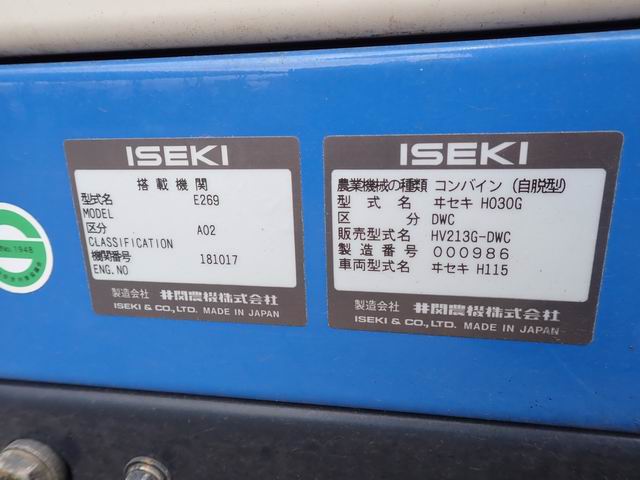 ISEKI
搭載機関
型式名 E269
MODEL
区分 A02
CLASSIFICATION
機関番号 181017
ENG.NO
製造会社 井関農機株式会社
ISEKI & CO.,LTD. MADE IN JAPAN
ISEKI
農業機械の種類 コンバイン (自脱型)
型式名 ヰセキ HO30G
区分 DWC
販売型式名 HV213G-DWC
製造番号 000986
車両型式名 ヰセキ H115
製造会社 井関農機株式会社
ISEKI & CO.,LTD. MADE IN JAPAN
No.1948